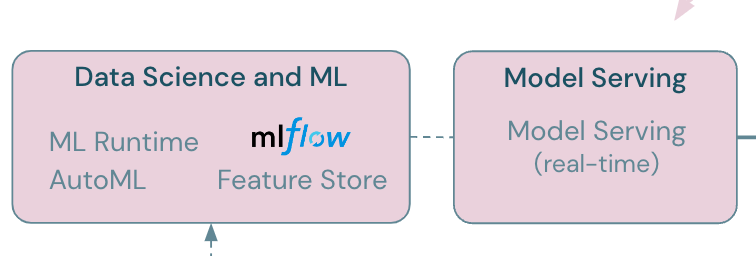 Data Science and ML
ML Runtime
mlflow
AutoML
Feature Store
Model Serving
Model Serving
(real-time)